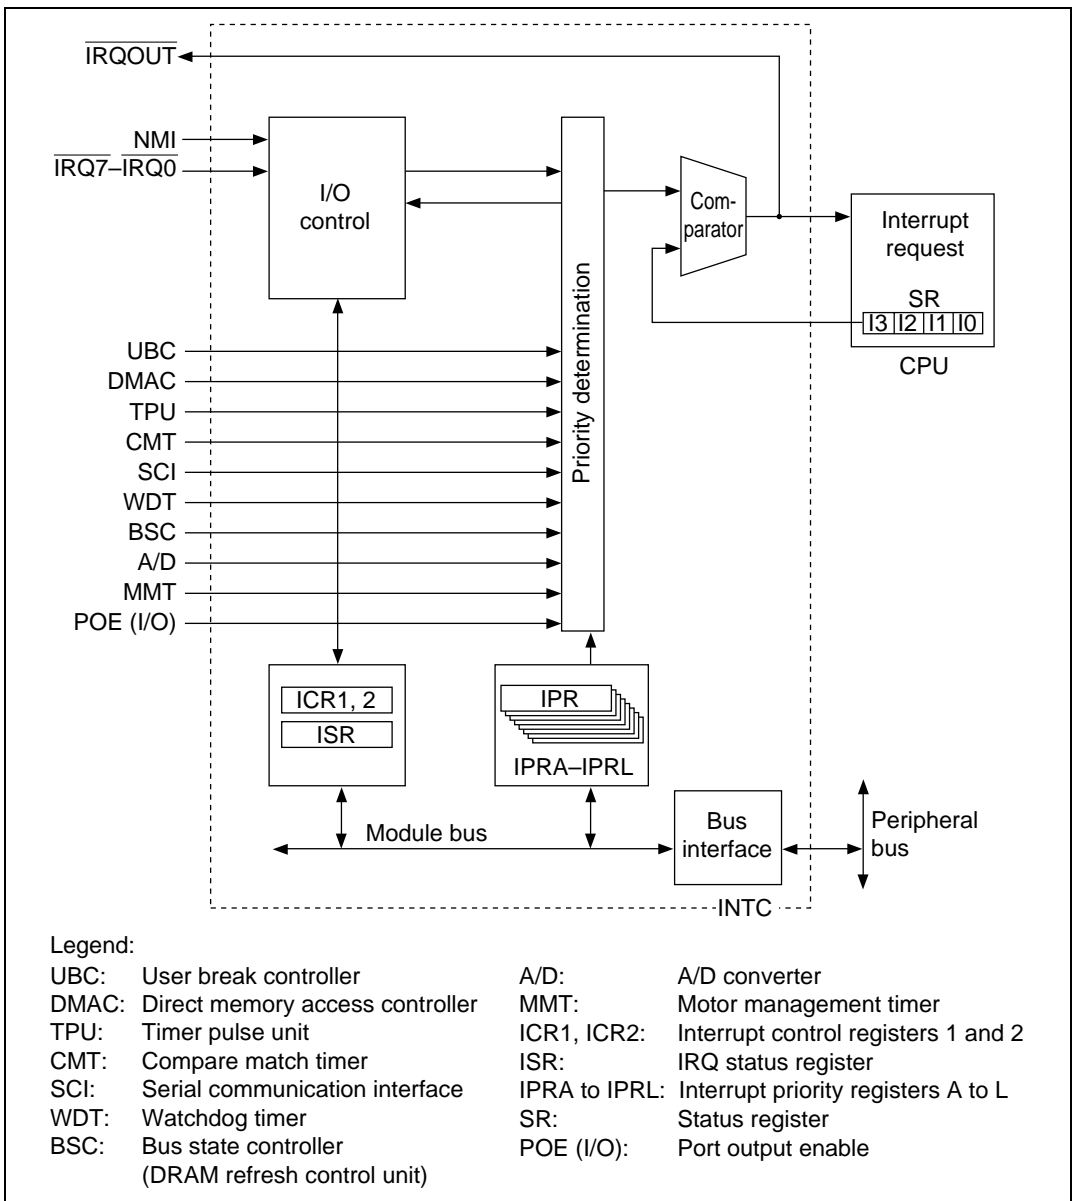 IRQOUT
NMI
IRQ7–IRQ0
I/O
control
Priority determination
Com-
parator
Interrupt
request
SR
I3 I2 I1 I0
CPU
UBC
DMAC
TPU
CMT
SCI
WDT
BSC
A/D
MMT
POE (I/O)
ICR1, 2
ISR
IPR
IPRA–IPRL
Module bus
Bus
interface
Peripheral
bus
INTC
Legend:
UBC: User break controller
DMAC: Direct memory access controller
TPU: Timer pulse unit
CMT: Compare match timer
SCI: Serial communication interface
WDT: Watchdog timer
BSC: Bus state controller
(DRAM refresh control unit)
A/D: A/D converter
MMT: Motor management timer
ICR1, ICR2: Interrupt control registers 1 and 2
ISR: IRQ status register
IPRA to IPRL: Interrupt priority registers A to L
SR: Status register
POE (I/O): Port output enable